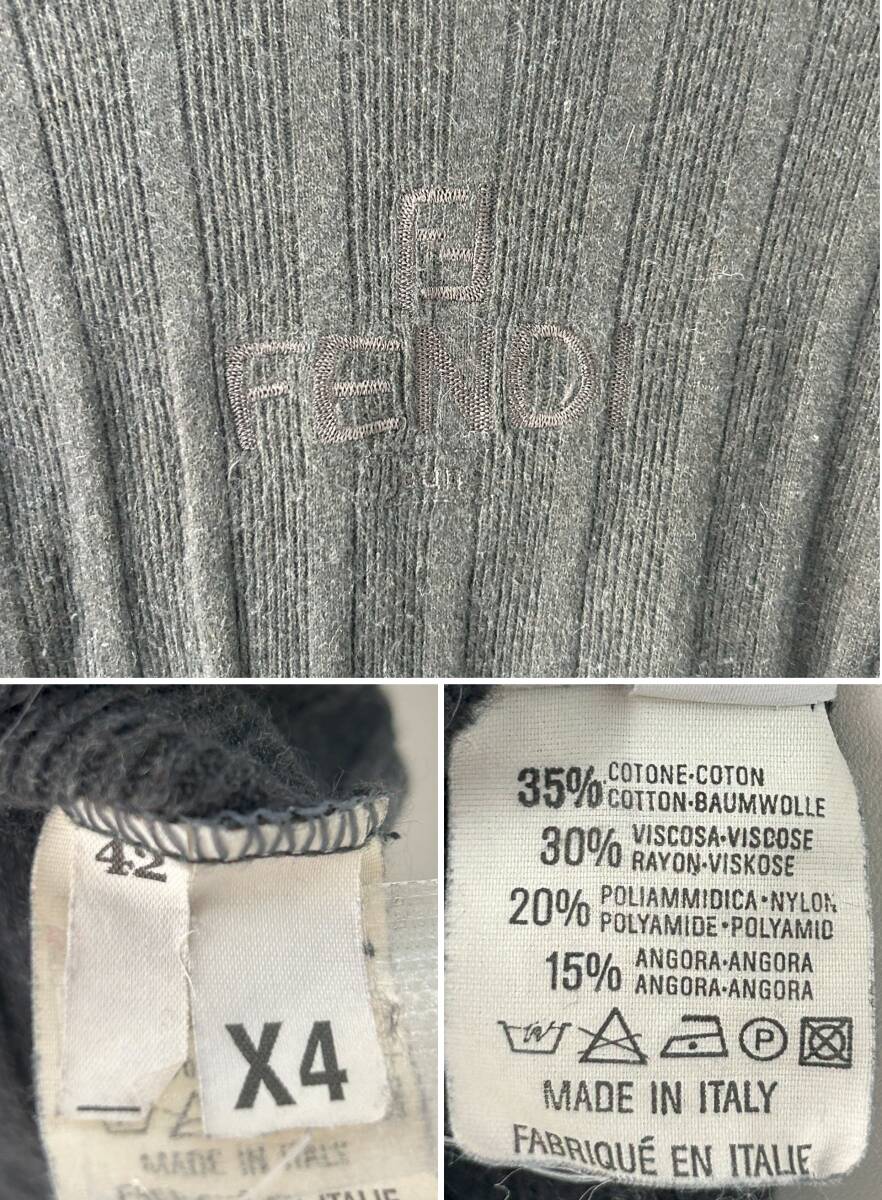 FENDI
42
X4
MADE IN ITALY
ITALIE
35% COTONE·COTON
COTTON·BAUMWOLLE
30% VISCOSA·VISCOSE
RAYON·VISKOSE
20% POLIAMMIDICA·NYLON
POLYAMIDE·POLYAMID
15% ANGORA·ANGORA
ANGORA·ANGORA
P
MADE IN ITALY
FABRIQUÉ EN ITALIE